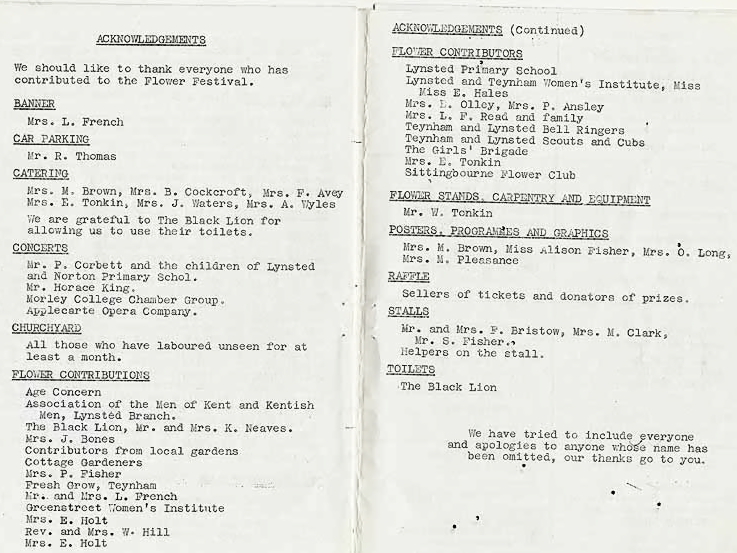 ACKNOWLEDGEMENTS
We should like to thank everyone who has
contributed to the Flower Festival.
BANNER
Mrs. L. French
CAR PARKING
Mr. R. Thomas
CATERING
Mrs. M. Brown, Mrs. B. Cockcroft, Mrs. F. Avey
Mrs. E. Tonkin, Mrs. J. Waters, Mrs. A. Wyles
We are grateful to The Black Lion for
allowing us to use their toilets.
CONCERTS
Mr. P. Corbett and the children of Lynsted
and Norton Primary Schol.
Mr. Horace King.
Morley College Chamber Group.
Applecarte Opera Company.
CHURCHYARD
All those who have laboured unseen for at
least a month.
FLOWER CONTRIBUTIONS
Age Concern
Association of the Men of Kent and Kentish
Men, Lynsted Branch.
The Black Lion, Mr. and Mrs. K. Neaves.
Mrs. J. Bones
Contributors from local gardens
Cottage Gardeners
Mrs. P. Fisher
Fresh Grow, Teynham
Mr. and Mrs. L. French
Greenstreet Women's Institute
Mrs. E. Holt
Rev. and Mrs. W. Hill
Mrs. E. Holt
ACKNOWLEDGEMENTS (Continued)
FLOWER CONTRIBUTORS
Lynsted Primary School
Lynsted and Teynham Women's Institute, Miss
Miss E. Hales
Mrs. D. Olley, Mrs. P. Ansley
Mrs. L. F. Read and family
Teynham and Lynsted Bell Ringers
Teynham and Lynsted Scouts and Cubs
The Girls' Brigade
Mrs. E. Tonkin
Sittingbourne Flower Club
FLOWER STANDS, CARPENTRY AND EQUIPMENT
Mr. W. Tonkin
POSTERS, PROGRAMMES AND GRAPHICS
Mrs. M. Brown, Miss Alison Fisher, Mrs. O. Long,
Mrs. M. Pleasance
RAFFLE
Sellers of tickets and donators of prizes.
STALLS
Mr. and Mrs. F. Bristow, Mrs. M. Clark,
Mr. S. Fisher.
Helpers on the stall.
TOILETS
The Black Lion
We have tried to include everyone
and apologies to anyone whose name has
been omitted, our thanks go to you.